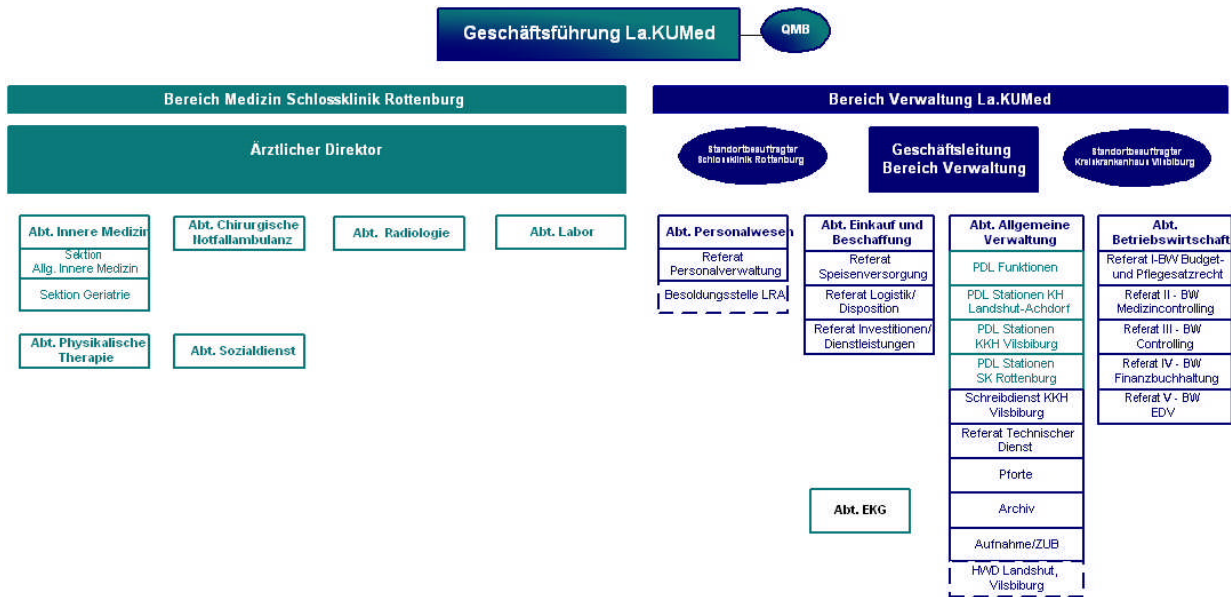 Geschäftsführung La.KUMed
QMB
Bereich Medizin Schlossklinik Rottenburg
Ärztlicher Direktor
Abt. Innere Medizin
Sektion
Allg. Innere Medizin
Sektion Geriatrie
Abt. Chirurgische
Notfallambulanz
Abt. Radiologie
Abt. Labor
Abt. Physikalische
Therapie
Abt. Sozialdienst
Bereich Verwaltung La.KUMed
Standortbeauftragter
Schlossklinik Rottenburg
Geschäftsleitung
Bereich Verwaltung
Standortbeauftragter
Kreiskrankenhaus Vilsbiburg
Abt. Personalwesen
Referat
Personalverwaltung
Besoldungsstelle LRA
Abt. Einkauf und
Beschaffung
Referat
Speisenversorgung
Referat Logistik/
Disposition
Referat Investitionen/
Dienstleistungen
Abt. EKG
Abt. Allgemeine
Verwaltung
PDL Funktionen
PDL Stationen KH
Landshut-Achdorf
PDL Stationen
KKH Vilsbiburg
PDL Stationen
SK Rottenburg
Schreibdienst KKH
Vilsbiburg
Referat Technischer
Dienst
Pforte
Archiv
Aufnahme/ZUB
HWD Landshut,
Vilsbiburg
Abt.
Betriebswirtschaft
Referat I-BW Budget-
und Pflegesatzrecht
Referat II - BW
Medizincontrolling
Referat III - BW
Controlling
Referat IV - BW
Finanzbuchhaltung
Referat V - BW
EDV